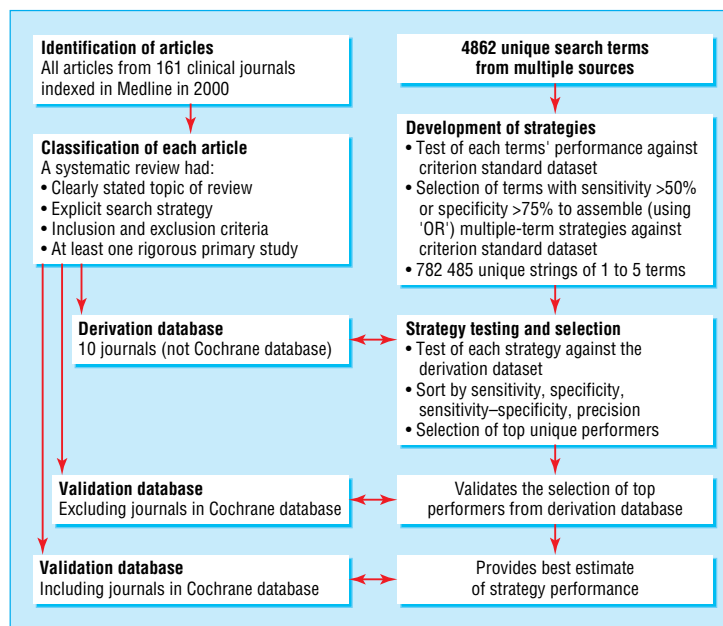 Identification of articles
All articles from 161 clinical journals
indexed in Medline in 2000
Classification of each article
A systematic review had:
• Clearly stated topic of review
• Explicit search strategy
• Inclusion and exclusion criteria
• At least one rigorous primary study
Derivation database
10 journals (not Cochrane database)
Validation database
Excluding journals in Cochrane database
Validation database
Including journals in Cochrane database
4862 unique search terms
from multiple sources
Development of strategies
• Test of each terms' performance against
criterion standard dataset
• Selection of terms with sensitivity >50%
or specificity >75% to assemble (using
'OR') multiple-term strategies against
criterion standard dataset
• 782 485 unique strings of 1 to 5 terms
Strategy testing and selection
• Test of each strategy against the
derivation dataset
• Sort by sensitivity, specificity,
sensitivity–specificity, precision
• Selection of top unique performers
Validates the selection of top
performers from derivation database
Provides best estimate
of strategy performance